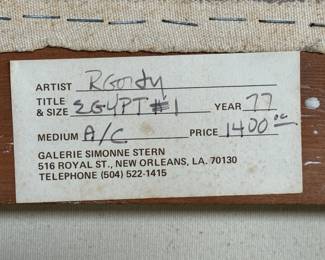 ARTIST R Gordy
TITLE & SIZE EGYPT #1 YEAR 77
MEDIUM A/C PRICE 1400.00
GALERIE SIMONNE STERN
516 ROYAL ST., NEW ORLEANS, LA. 70130
TELEPHONE (504) 522-1415